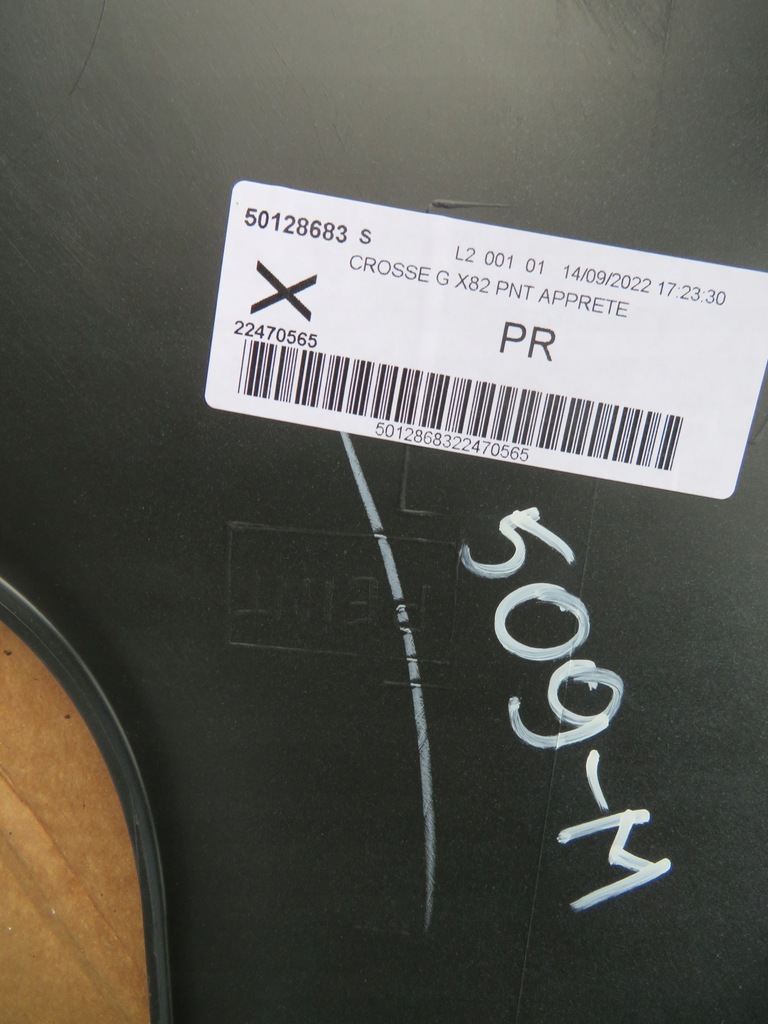 50128683 S
L2 001 01 14/09/2022 17:23:30
CROSSE G X82 PNT APPRETE
X
PR
22470565
5012868322470565
509-M